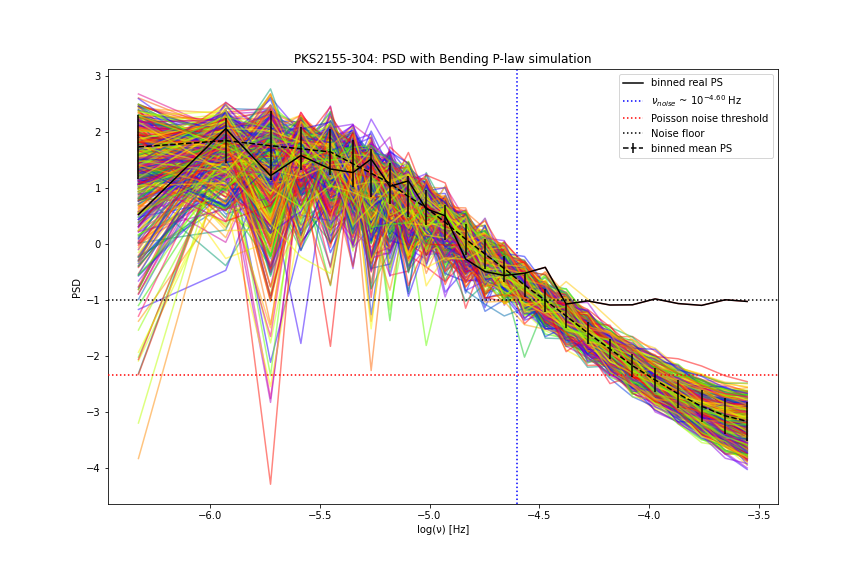 PKS2155-304: PSD with Bending P-law simulation
binned real PS
ν_noise ~ 10^−4.60 Hz
Poisson noise threshold
Noise floor
binned mean PS
PSD
3
2
1
0
−1
−2
−3
−4
−6.0 −5.5 −5.0 −4.5 −4.0 −3.5
log(ν) [Hz]